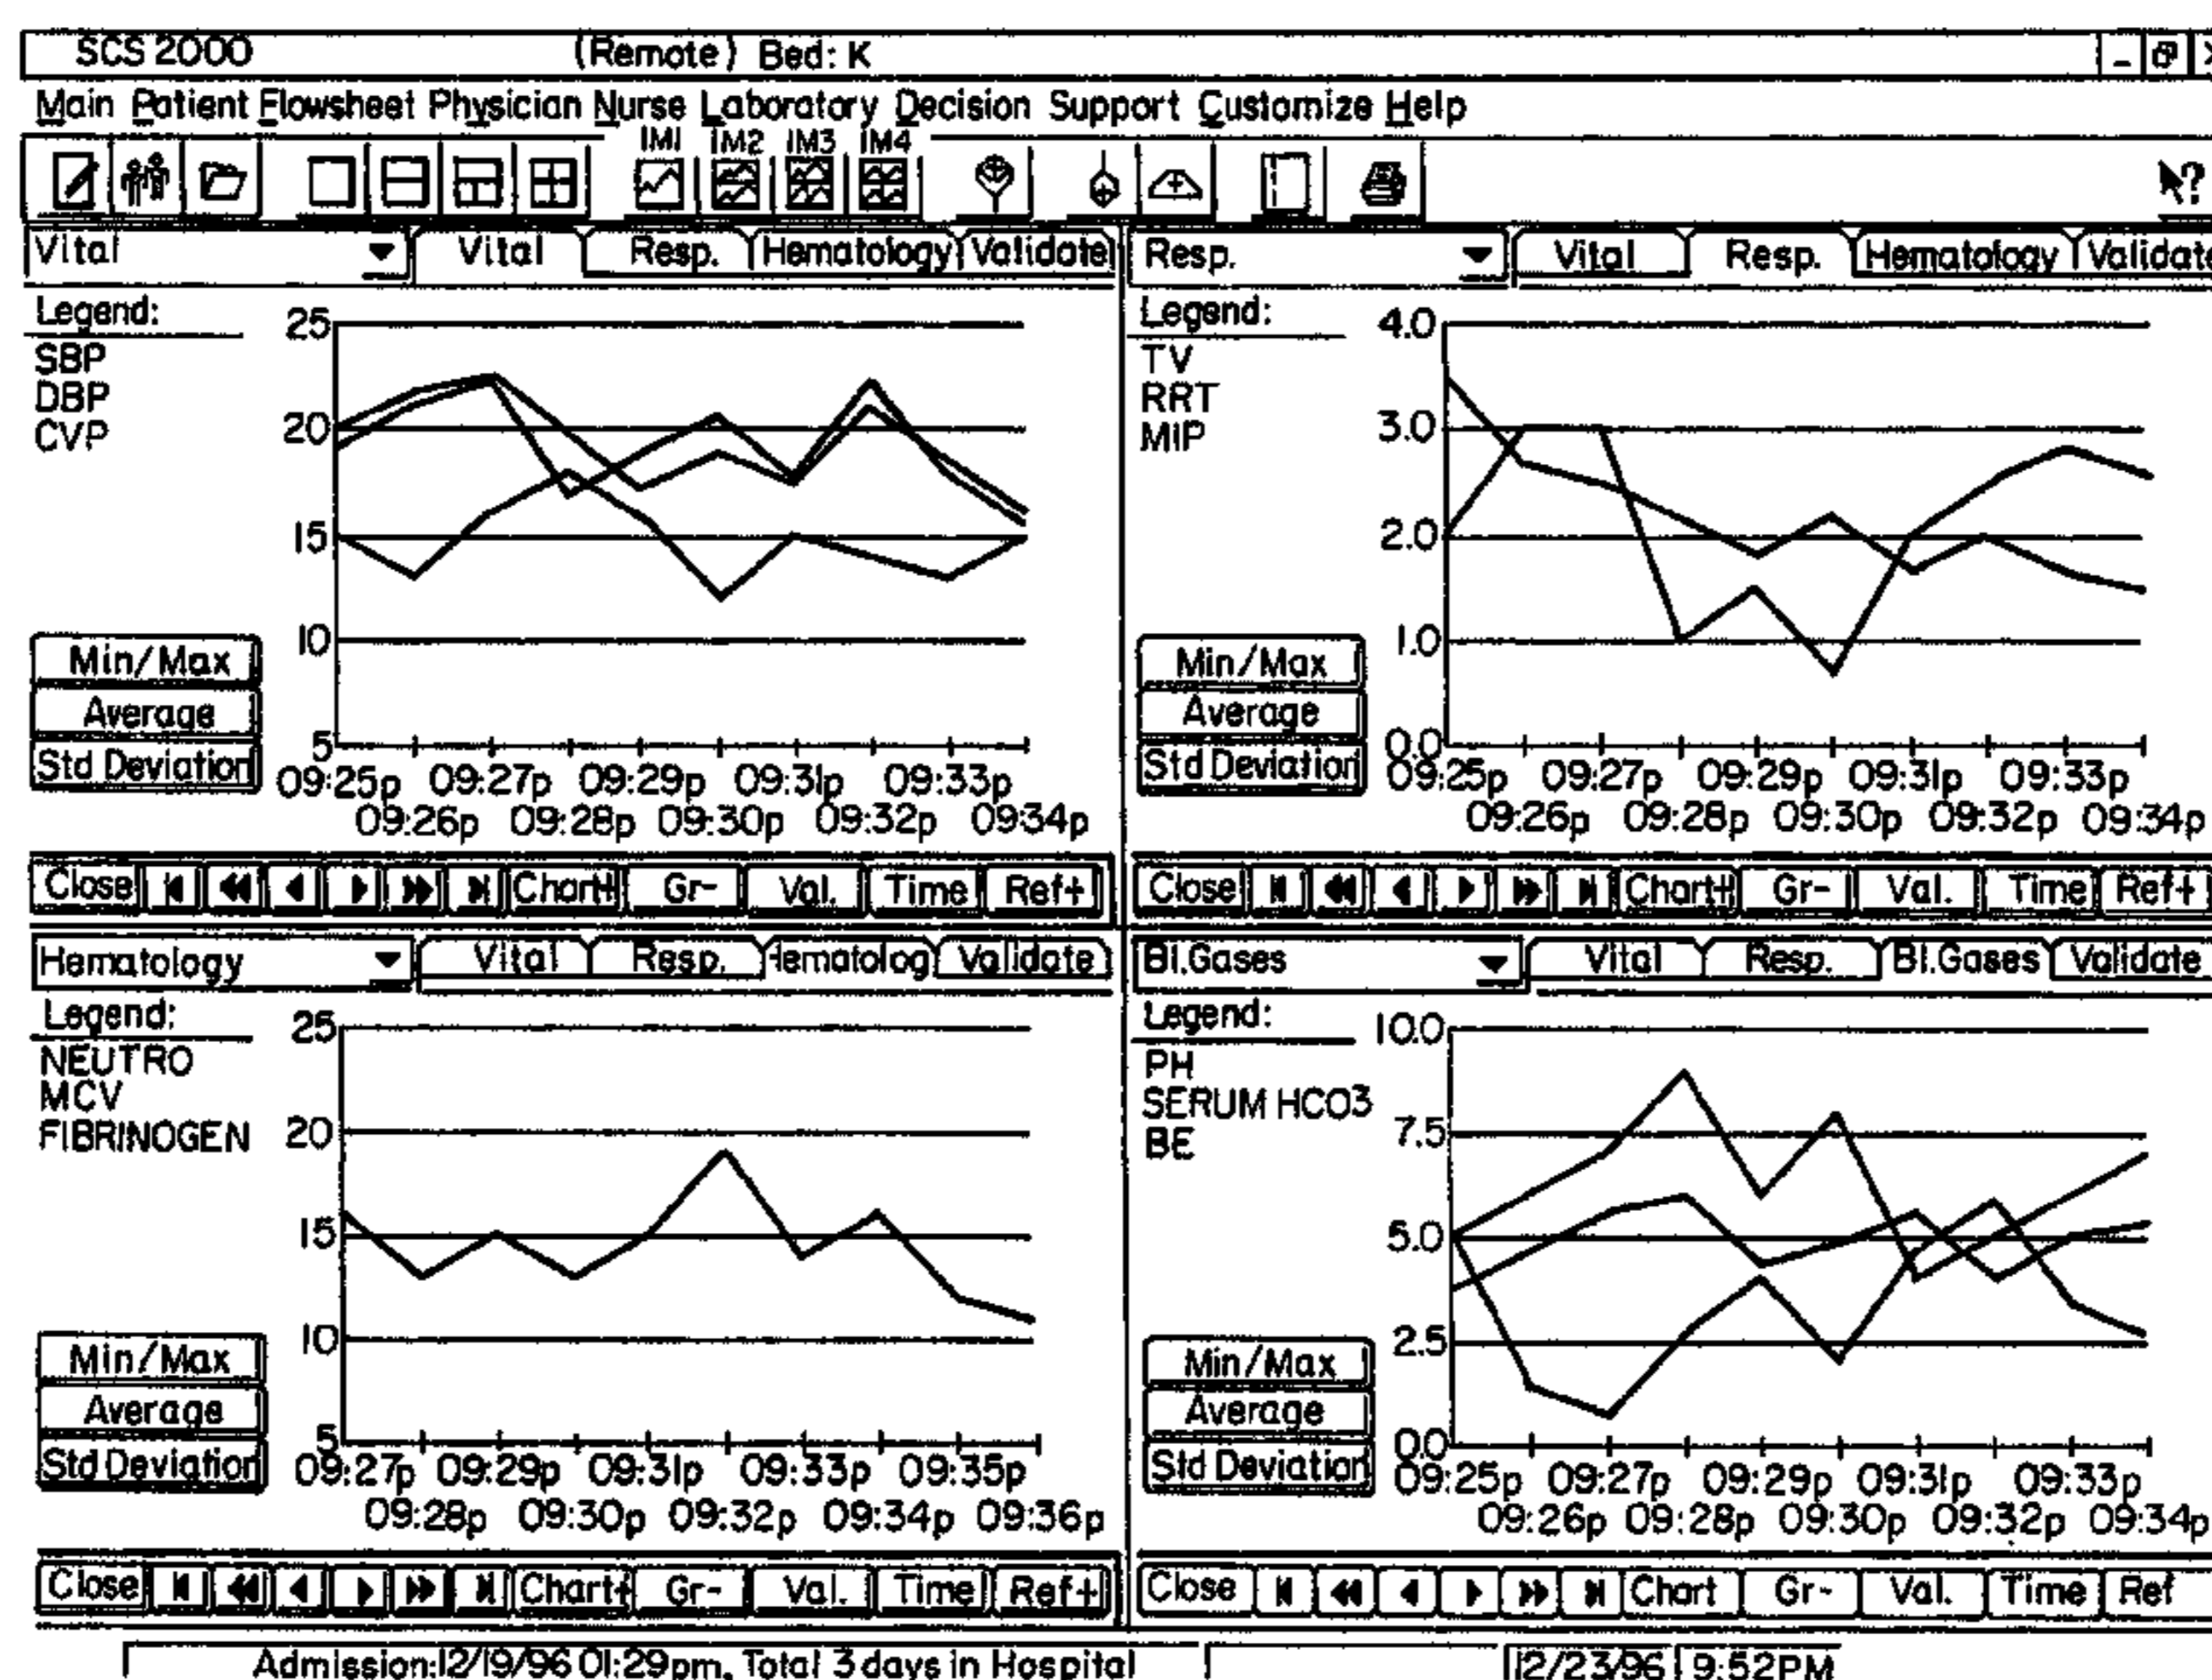 SCS 2000 (Remote) Bed: K
Main Patient Flowsheet Physician Nurse Laboratory Decision Support Customize Help
IM1 IM2 IM3 IM4
Vital Vital Resp. Hematology Validate
Legend:
SBP
DBP
CVP
25
20
15
10
5
Min/Max
Average
Std Deviation
09:25p 09:27p 09:29p 09:31p 09:33p
09:26p 09:28p 09:30p 09:32p 09:34p
Close Chart+ Gr- Val. Time Ref+
Resp. Vital Resp. Hematology Validate
Legend:
TV
RRT
MIP
4.0
3.0
2.0
1.0
0.0
Min/Max
Average
Std Deviation
09:25p 09:27p 09:29p 09:31p 09:33p
09:26p 09:28p 09:30p 09:32p 09:34p
Close Chart+ Gr- Val. Time Ref+
Hematology Vital Resp. Hematolog Validate
Legend:
NEUTRO
MCV
FIBRINOGEN
25
20
15
10
5
Min/Max
Average
Std Deviation
09:27p 09:29p 09:31p 09:33p 09:35p
09:28p 09:30p 09:32p 09:34p 09:36p
Close Chart+ Gr- Val. Time Ref+
Bl.Gases Vital Resp. Bl.Gases Validate
Legend:
PH
SERUM HCO3
BE
10.0
7.5
5.0
2.5
0.0
Min/Max
Average
Std Deviation
09:25p 09:27p 09:29p 09:31p 09:33p
09:26p 09:28p 09:30p 09:32p 09:34p
Close Chart Gr- Val. Time Ref
Admission:12/19/96 01:29pm, Total 3 days in Hospital 12/23/96 9:52PM